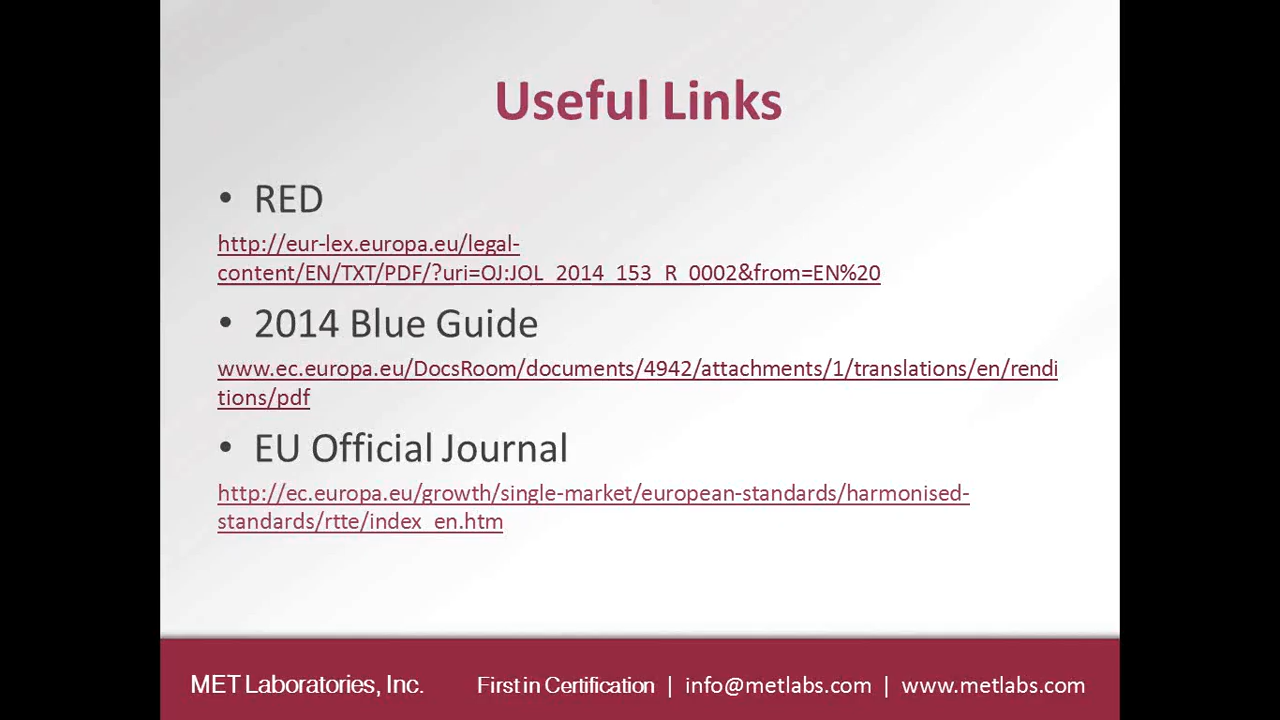 Useful Links
• RED
http://eur-lex.europa.eu/legal-
content/EN/TXT/PDF/?uri=OJ:JOL_2014_153_R_0002&from=EN%20
• 2014 Blue Guide
www.ec.europa.eu/DocsRoom/documents/4942/attachments/1/translations/en/rendi
tions/pdf
• EU Official Journal
http://ec.europa.eu/growth/single-market/european-standards/harmonised-
standards/rtte/index_en.htm
MET Laboratories, Inc. First in Certification | info@metlabs.com | www.metlabs.com